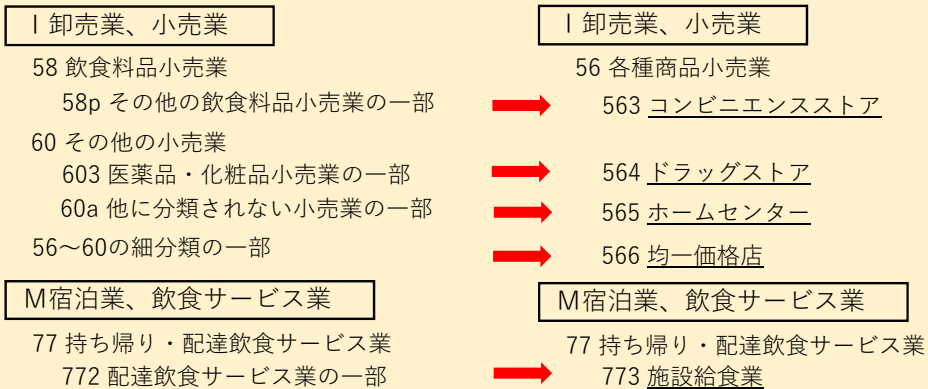 I 卸売業、小売業
I 卸売業、小売業
58 飲食料品小売業
56 各種商品小売業
58p その他の飲食料品小売業の一部
563 コンビニエンスストア
60 その他の小売業
603 医薬品・化粧品小売業の一部
564 ドラッグストア
60a 他に分類されない小売業の一部
565 ホームセンター
56～60の細分類の一部
566 均一価格店
M宿泊業、飲食サービス業
M宿泊業、飲食サービス業
77 持ち帰り・配達飲食サービス業
77 持ち帰り・配達飲食サービス業
772 配達飲食サービス業の一部
773 施設給食業